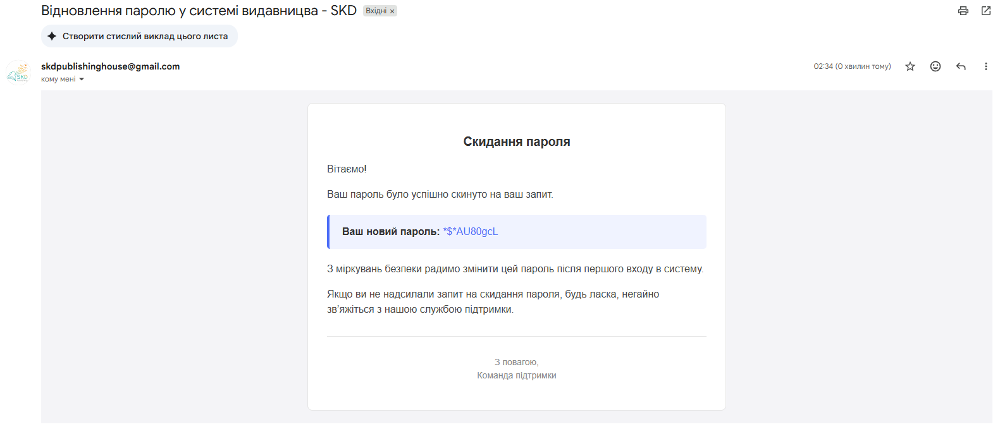 Відновлення паролю у системі видавницва - SKD Вхідні ×
Створити стислий виклад цього листа
skdpublishinghouse@gmail.com 02:34 (0 хвилин тому)
кому мені
SKD
Скидання пароля
Вітаємо!
Ваш пароль було успішно скинуто на ваш запит.
Ваш новий пароль: *$*AU80gcL
З міркувань безпеки радимо змінити цей пароль після першого входу в систему.
Якщо ви не надсилали запит на скидання пароля, будь ласка, негайно
зв’яжіться з нашою службою підтримки.
З повагою,
Команда підтримки